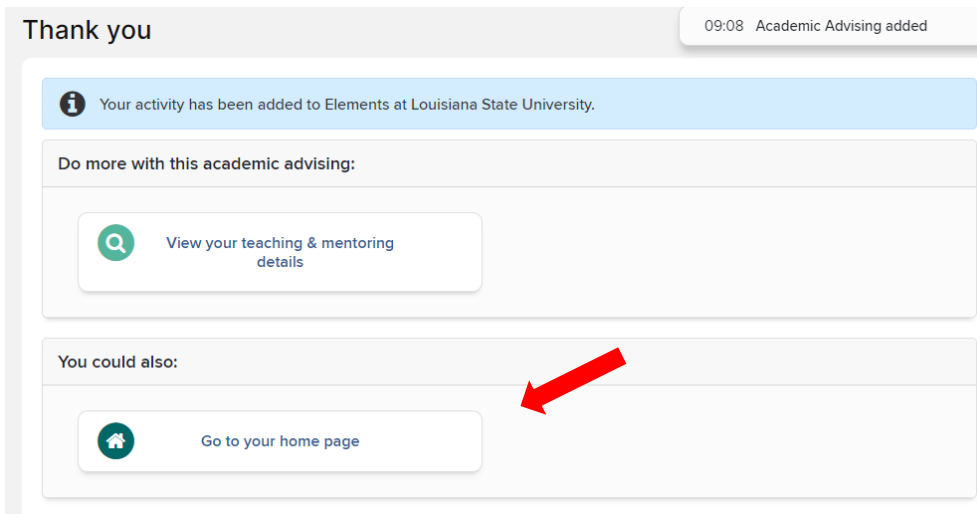 Thank you
09:08 Academic Advising added
Your activity has been added to Elements at Louisiana State University.
Do more with this academic advising:
View your teaching & mentoring
details
You could also:
Go to your home page